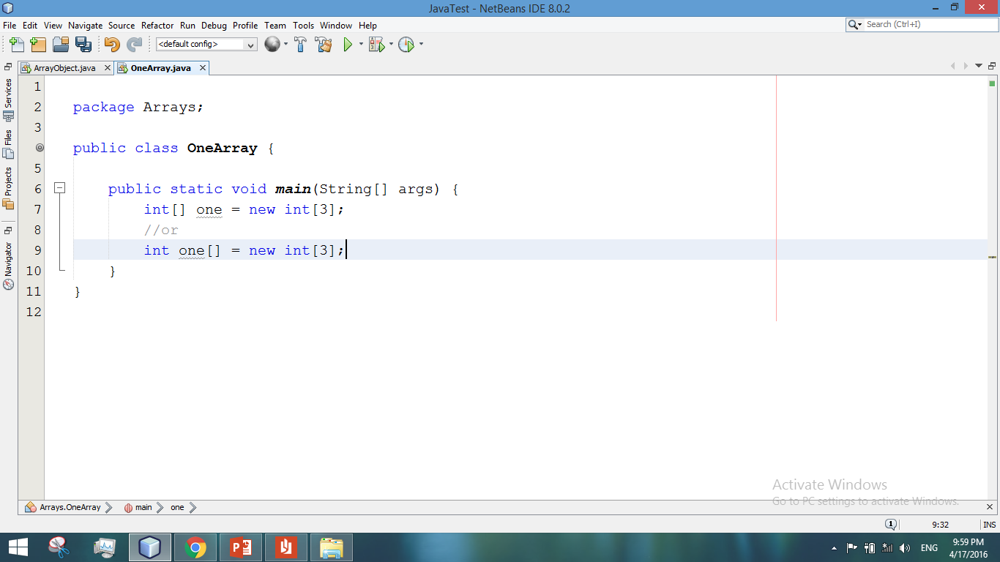 JavaTest - NetBeans IDE 8.0.2
File Edit View Navigate Source Refactor Run Debug Profile Team Tools Window Help
Search (Ctrl+I)
<default config>
ArrayObject.java OneArray.java
Services
Files
Projects
Navigator
1
2 package Arrays;
3
public class OneArray {
5
6 public static void main(String[] args) {
7 int[] one = new int[3];
8 //or
9 int one[] = new int[3];
10 }
11 }
12
Activate Windows
Go to PC settings to activate Windows.
Arrays.OneArray main one
1 9:32 INS
ENG
9:59 PM
4/17/2016